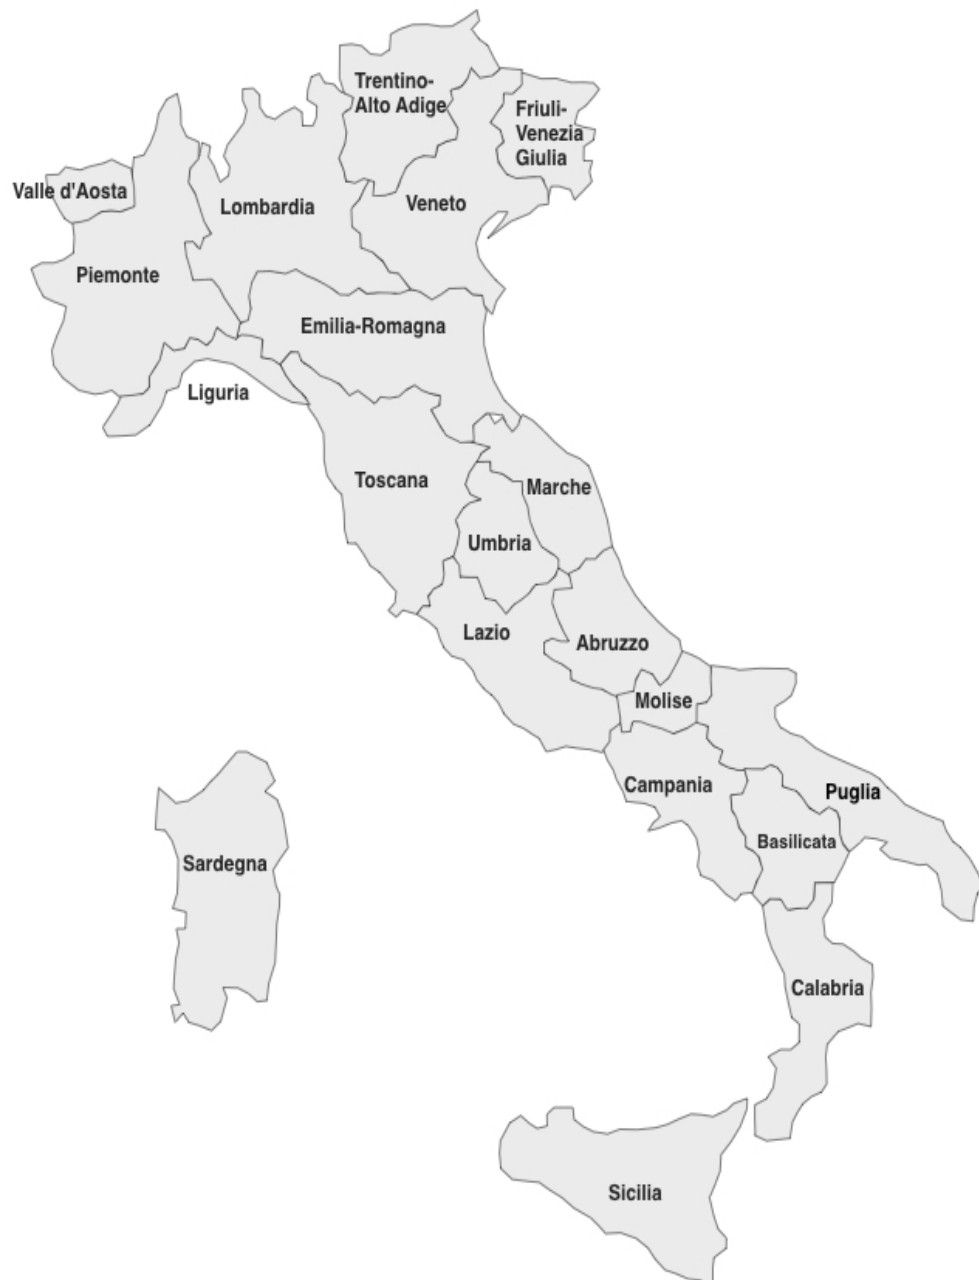 Trentino-
Alto Adige
Friuli-
Venezia
Giulia
Valle d'Aosta
Lombardia
Veneto
Piemonte
Emilia-Romagna
Liguria
Toscana
Marche
Umbria
Lazio
Abruzzo
Molise
Campania
Puglia
Basilicata
Sardegna
Calabria
Sicilia